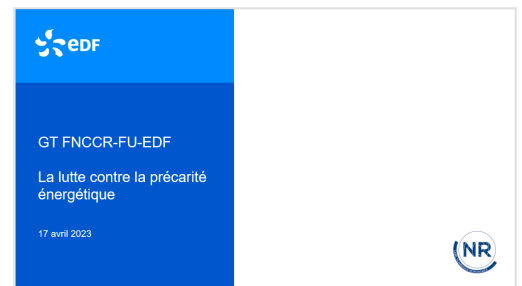 eDF
GT FNCCR-FU-EDF
La lutte contre la précarité
énergétique
17 avril 2023
NR